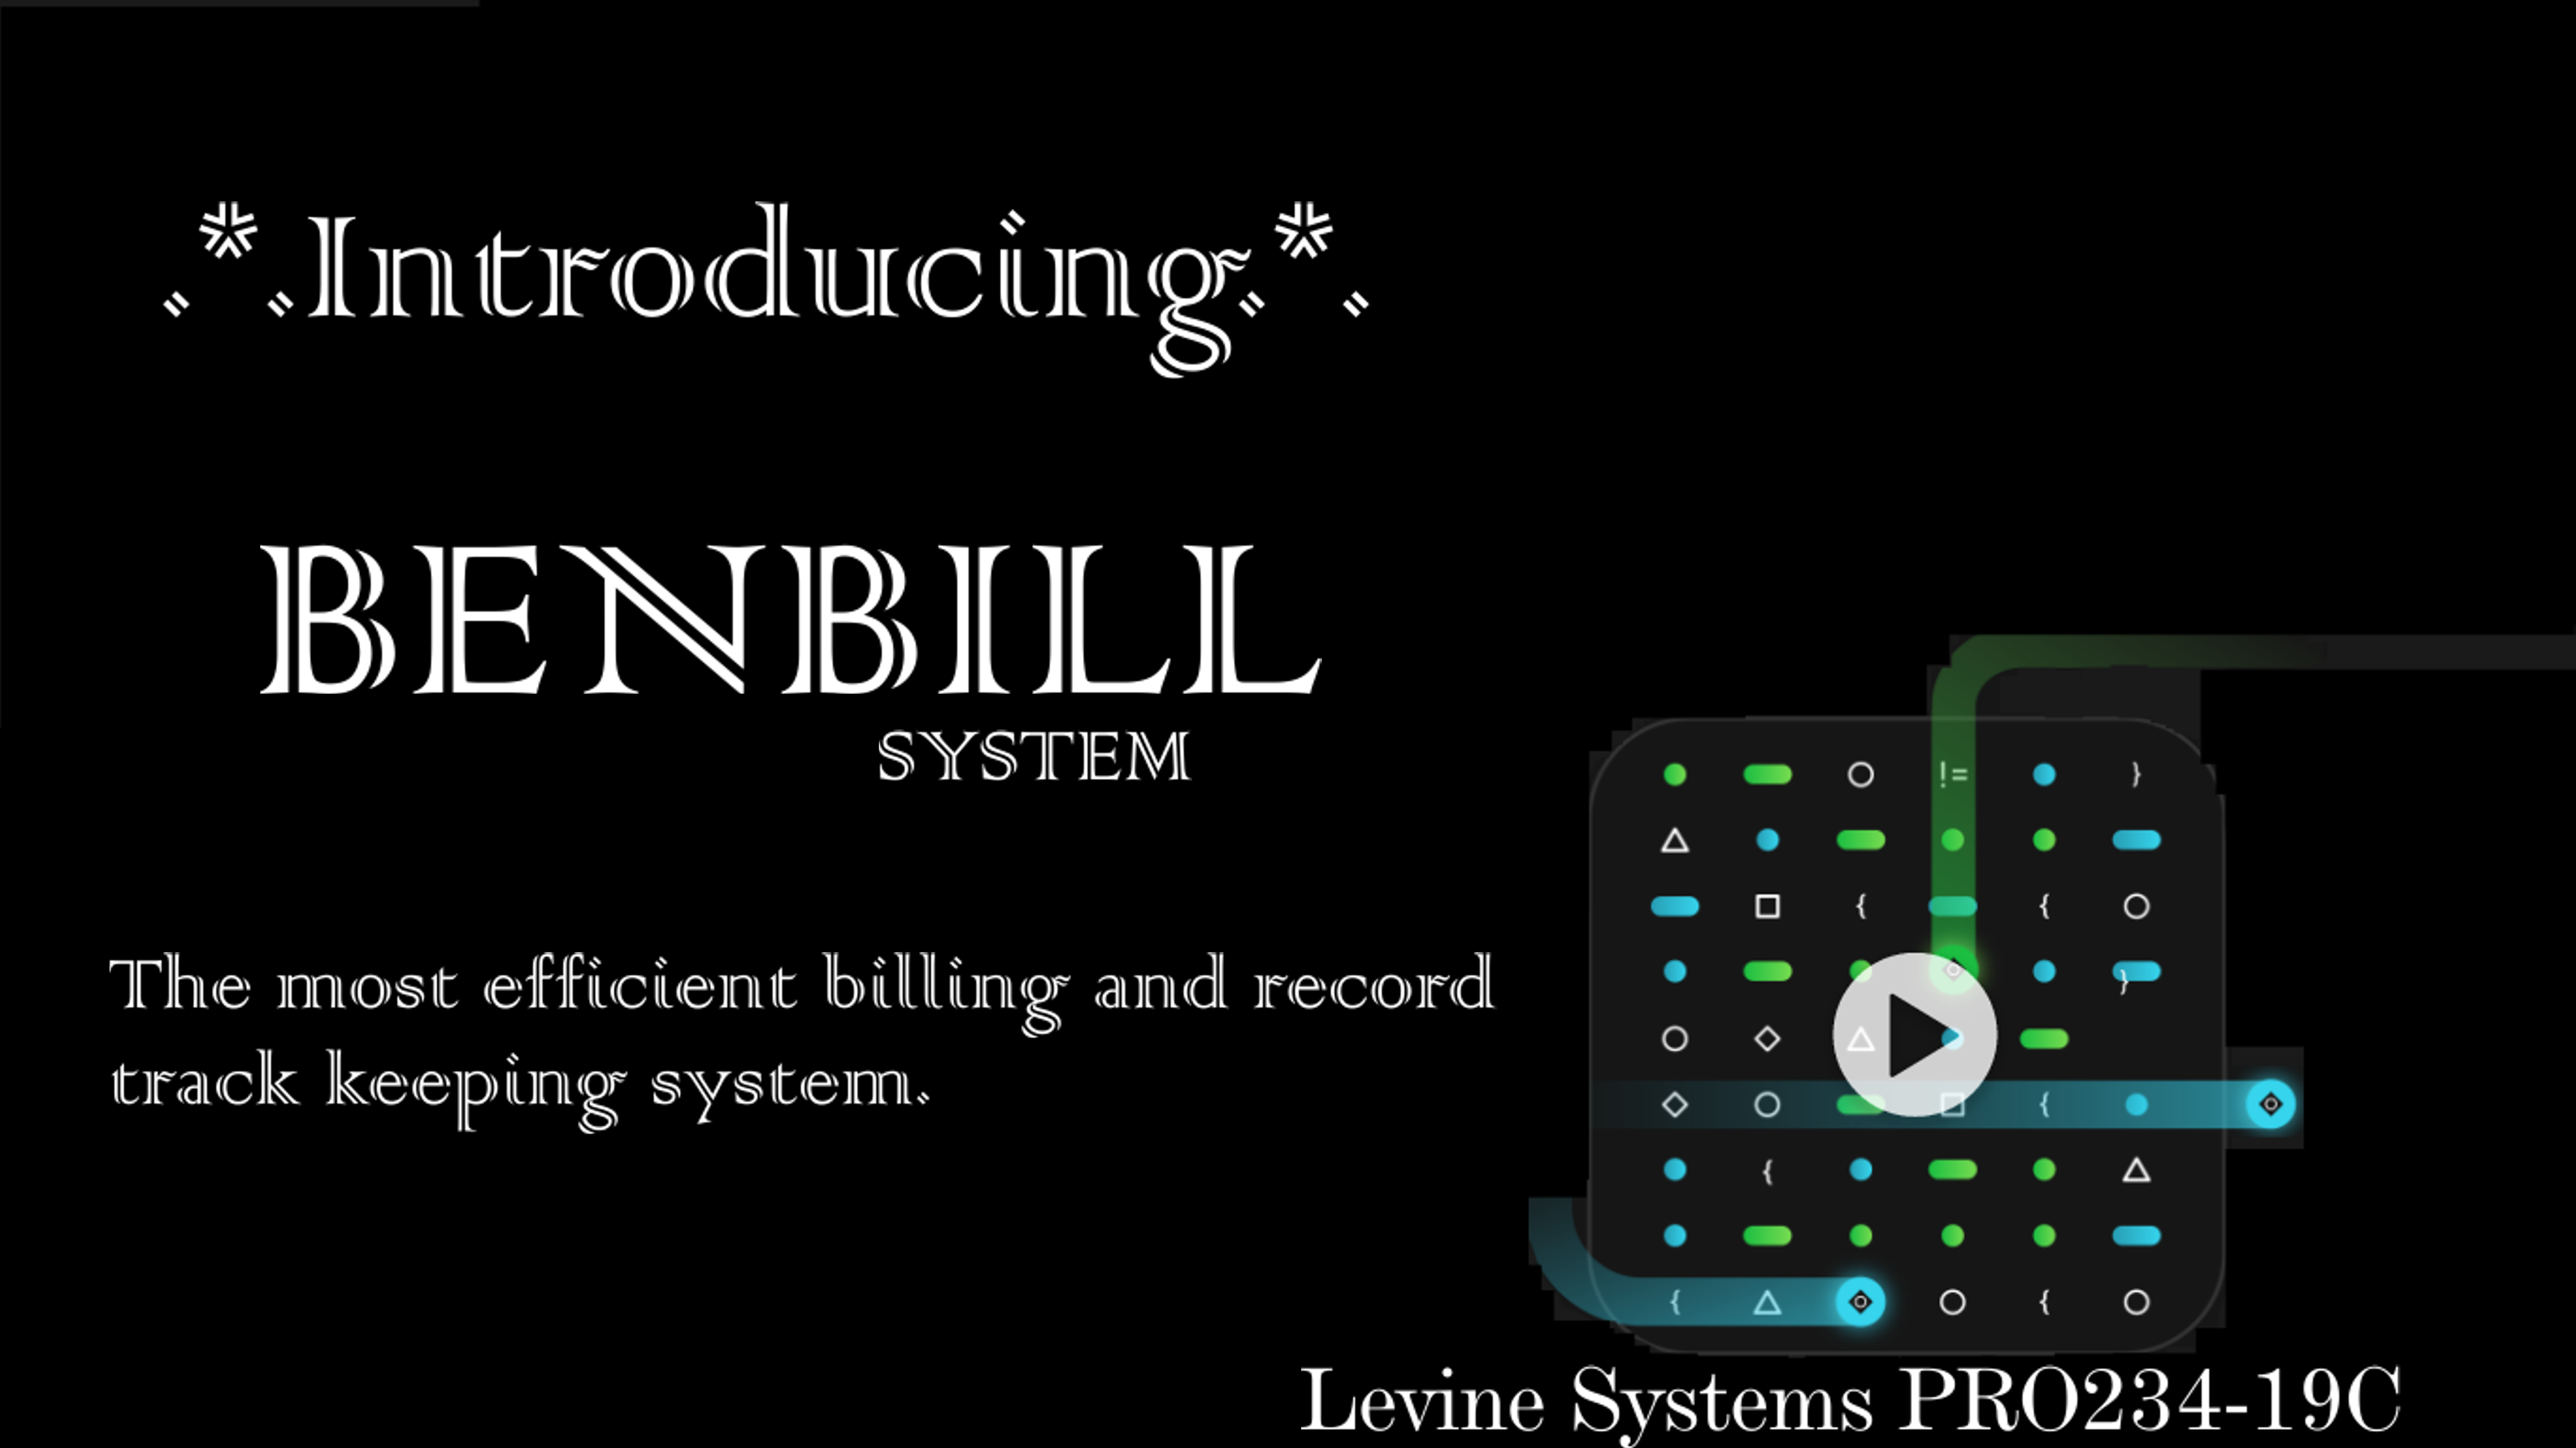 .*.Introducing.*.
BENBILL
SYSTEM
The most efficient billing and record
track keeping system.
!= }
{ {
}
{
{
{ {
Levine Systems PRO234-19C